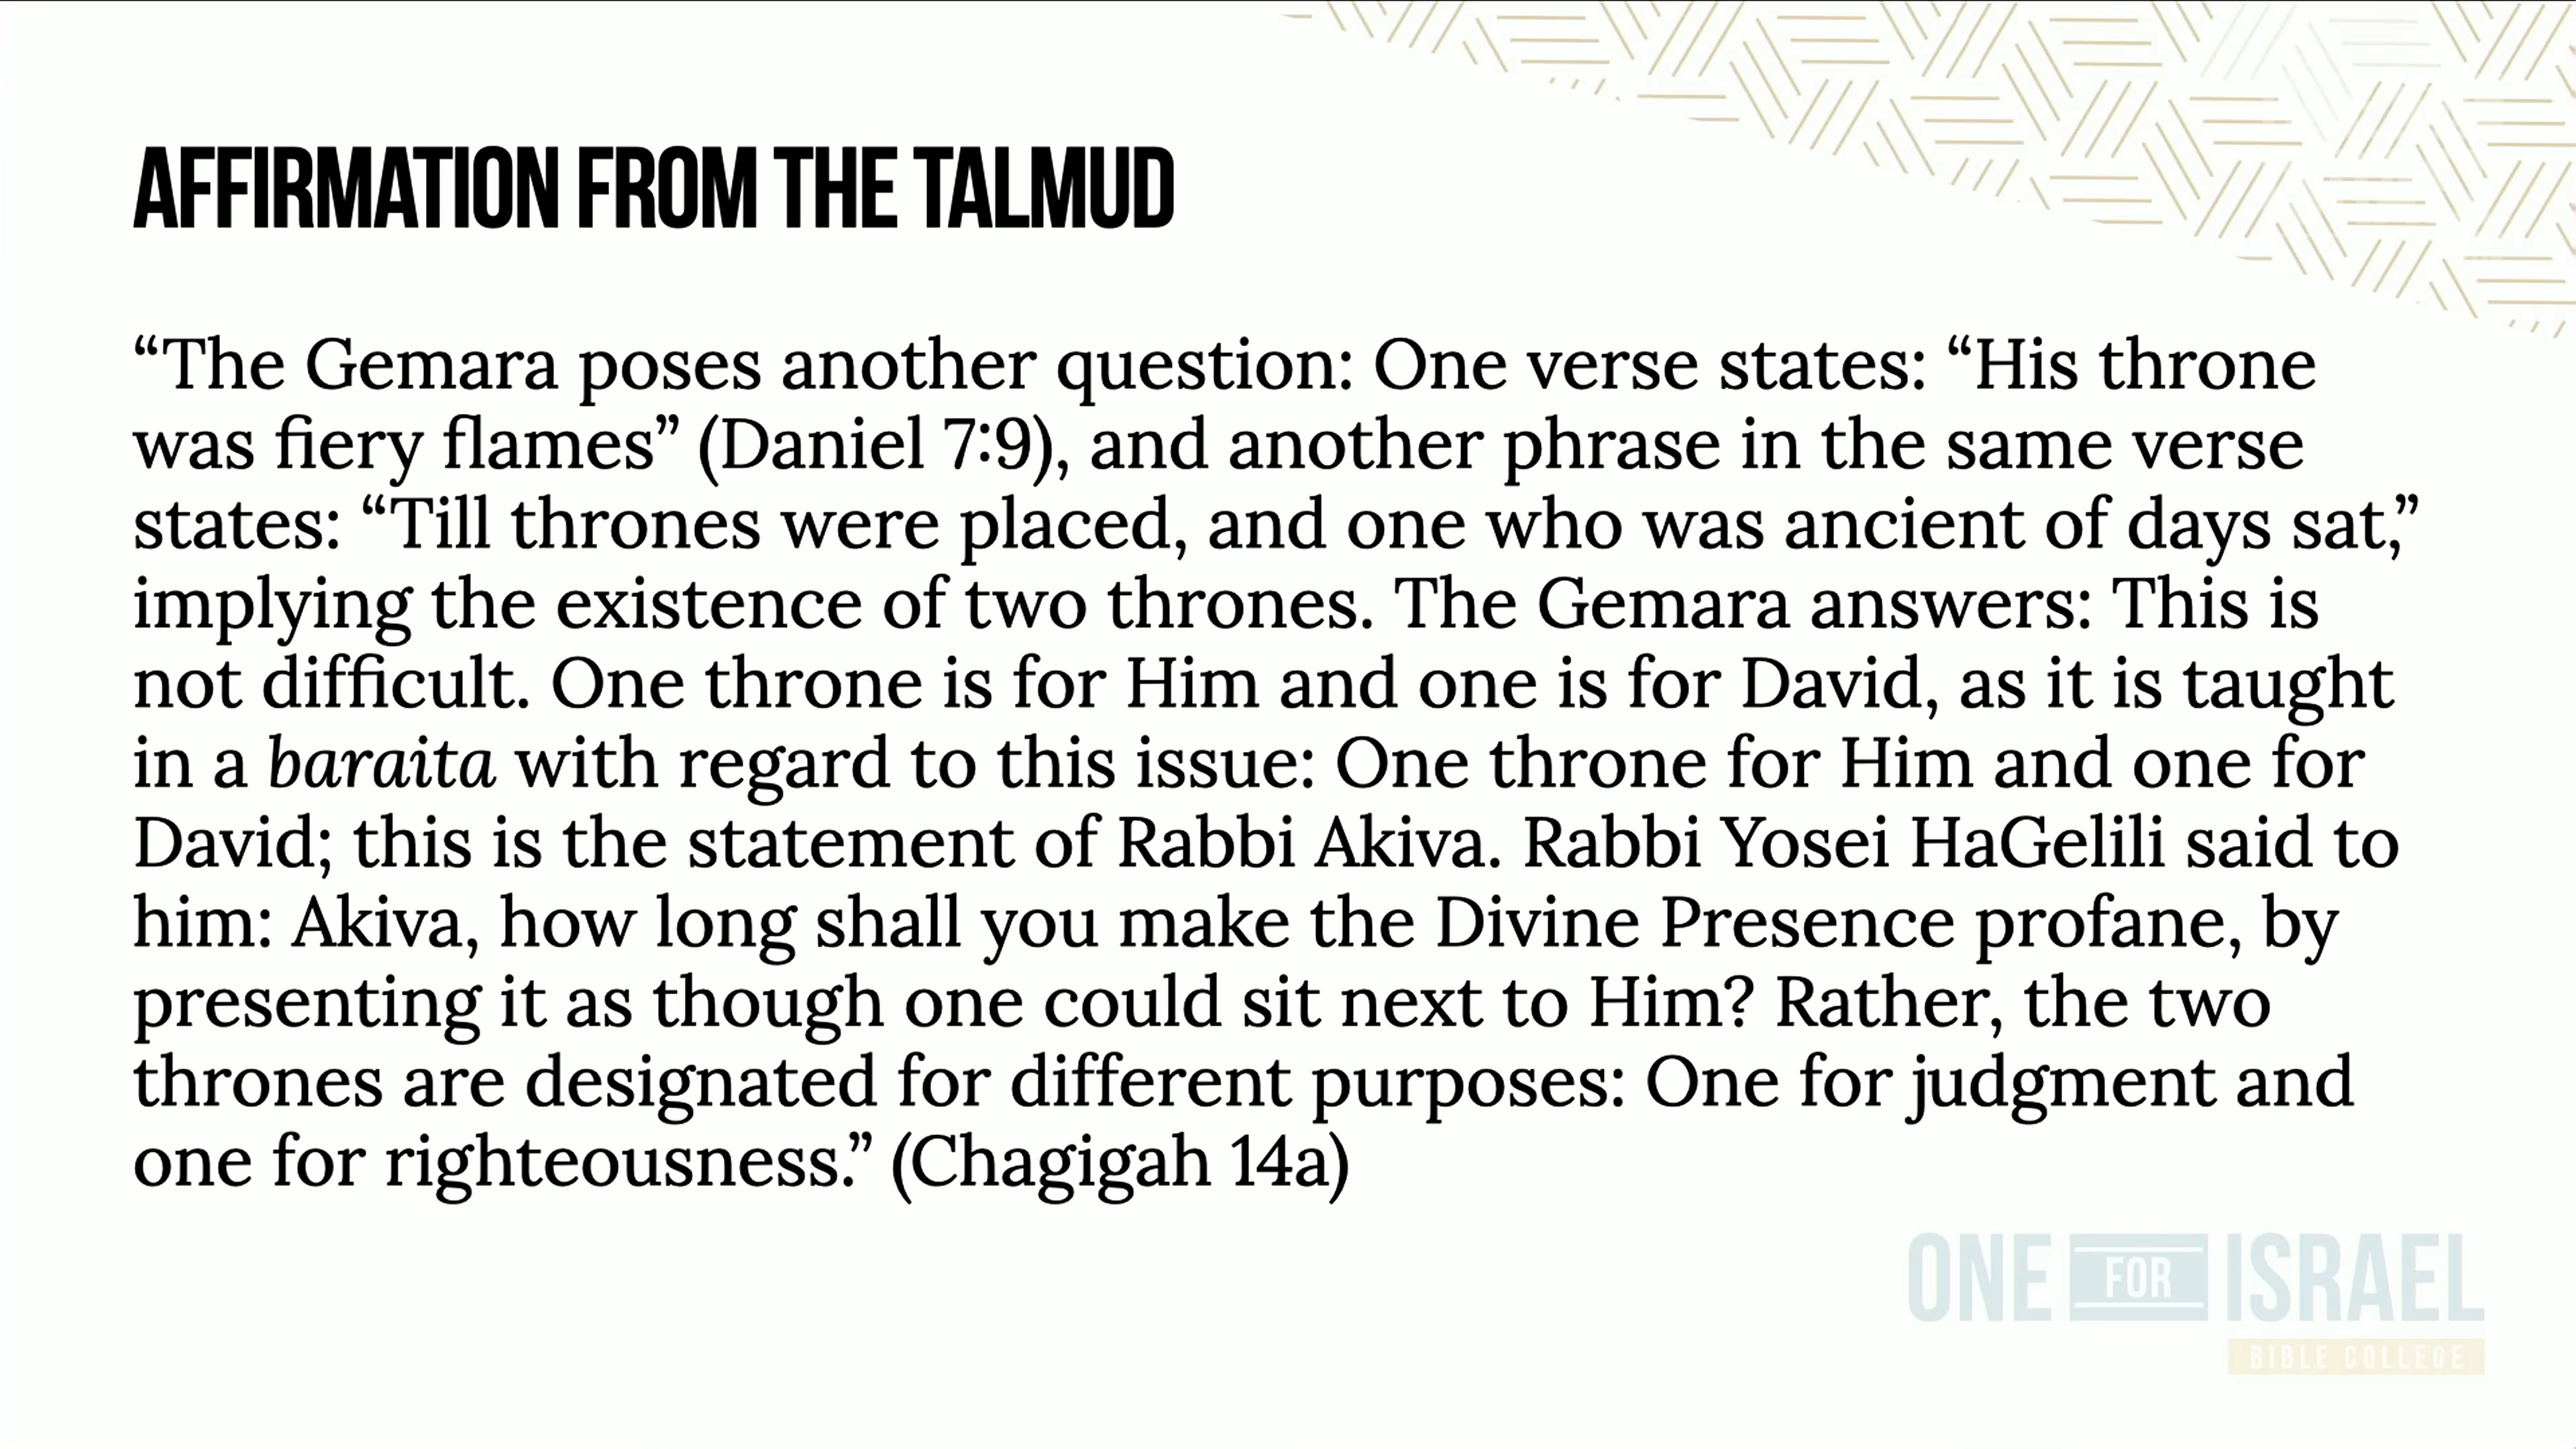 AFFIRMATION FROM THE TALMUD
“The Gemara poses another question: One verse states: “His throne
was fiery flames” (Daniel 7:9), and another phrase in the same verse
states: “Till thrones were placed, and one who was ancient of days sat,”
implying the existence of two thrones. The Gemara answers: This is
not difficult. One throne is for Him and one is for David, as it is taught
in a baraita with regard to this issue: One throne for Him and one for
David; this is the statement of Rabbi Akiva. Rabbi Yosei HaGelili said to
him: Akiva, how long shall you make the Divine Presence profane, by
presenting it as though one could sit next to Him? Rather, the two
thrones are designated for different purposes: One for judgment and
one for righteousness.” (Chagigah 14a)
ONE FOR ISRAEL
BIBLE COLLEGE